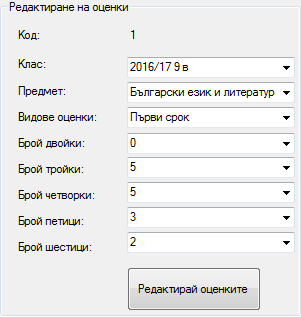 Редактиране на оценки
Код: 1
Клас: 2016/17 9 в
Предмет: Български език и литератур
Видове оценки: Първи срок
Брой двойки: 0
Брой тройки: 5
Брой четворки: 5
Брой петици: 3
Брой шестици: 2
Редактирай оценките